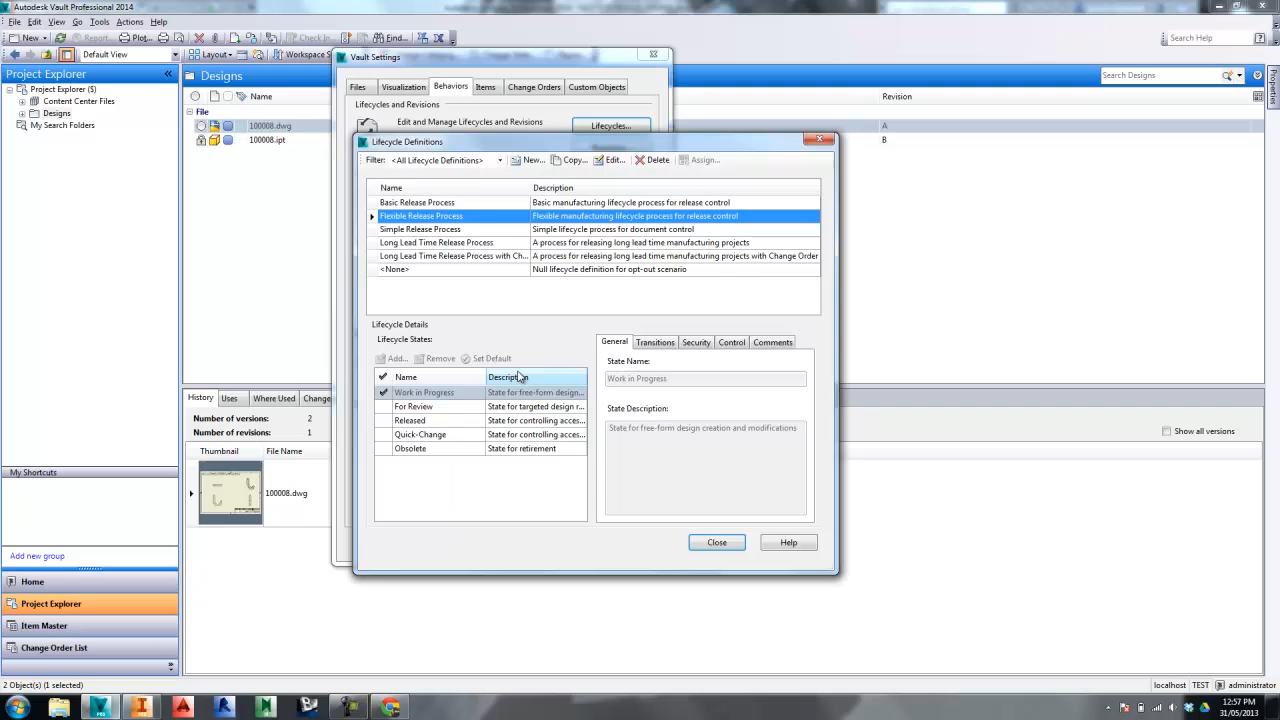 Autodesk Vault Professional 2014
File Edit View Go Tools Actions Help
New Report... Plot... Check In Find...
Search Help
Default View Layout Workspace S
Project Explorer
Project Explorer ($)
Content Center Files
Designs
My Search Folders
Designs
Search Designs
Properties
Name
Revision
File
100008.dwg
A
100008.ipt
B
Vault Settings
Files Visualization Behaviors Items Change Orders Custom Objects
Lifecycles and Revisions
Edit and Manage Lifecycles and Revisions
Lifecycles...
Lifecycle Definitions
Filter: <All Lifecycle Definitions> New... Copy... Edit... Delete Assign...
Name Description
Basic Release Process Basic manufacturing lifecycle process for release control
Flexible Release Process Flexible manufacturing lifecycle process for release control
Simple Release Process Simple lifecycle process for document control
Long Lead Time Release Process A process for releasing long lead time manufacturing projects
Long Lead Time Release Process with Ch... A process for releasing long lead time manufacturing projects with Change Order
<None> Null lifecycle definition for opt-out scenario
Lifecycle Details
Lifecycle States:
Add... Remove Set Default
Name Description
Work in Progress State for free-form design...
For Review State for targeted design r...
Released State for controlling acces...
Quick-Change State for controlling acces...
Obsolete State for retirement
General Transitions Security Control Comments
State Name:
Work in Progress
State Description:
State for free-form design creation and modifications
Close Help
History Uses Where Used Change
Number of versions: 2
Number of revisions: 1
Show all versions
Thumbnail File Name
100008.dwg
My Shortcuts
Add new group
Home
Project Explorer
Item Master
Change Order List
2 Object(s) (1 selected)
localhost TEST administrator
12:57 PM
31/05/2013